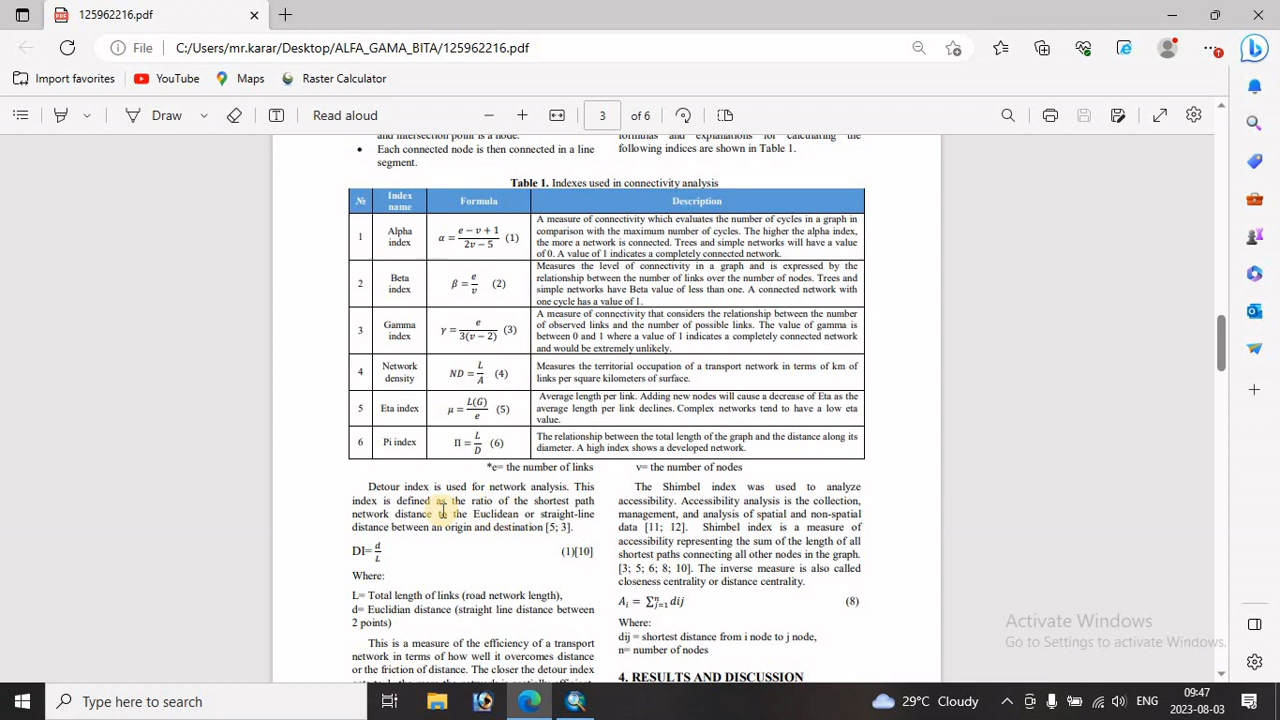 125962216.pdf
File
C:/Users/mr.karar/Desktop/ALFA_GAMA_BITA/125962216.pdf
Import favorites
YouTube
Maps
Raster Calculator
Draw
Read aloud
3
of 6
and intersection point is a node.
• Each connected node is then connected in a line
segment.
formulas and explanations for calculating the
following indices are shown in Table 1.
Table 1. Indexes used in connectivity analysis
№ Index name Formula Description
1
Alpha
index
α = e − v + 1 / 2v − 5 (1)
A measure of connectivity which evaluates the number of cycles in a graph in
comparison with the maximum number of cycles. The higher the alpha index,
the more a network is connected. Trees and simple networks will have a value
of 0. A value of 1 indicates a completely connected network.
2
Beta
index
β = e / v (2)
Measures the level of connectivity in a graph and is expressed by the
relationship between the number of links over the number of nodes. Trees and
simple networks have Beta value of less than one. A connected network with
one cycle has a value of 1.
3
Gamma
index
γ = e / 3(v − 2) (3)
A measure of connectivity that considers the relationship between the number
of observed links and the number of possible links. The value of gamma is
between 0 and 1 where a value of 1 indicates a completely connected network
and would be extremely unlikely.
4
Network
density
ND = L / A (4)
Measures the territorial occupation of a transport network in terms of km of
links per square kilometers of surface.
5
Eta index
μ = L(G) / e (5)
Average length per link. Adding new nodes will cause a decrease of Eta as the
average length per link declines. Complex networks tend to have a low eta
value.
6
Pi index
Π = L / D (6)
The relationship between the total length of the graph and the distance along its
diameter. A high index shows a developed network.
*e= the number of links
v= the number of nodes
Detour index is used for network analysis. This
index is defined as the ratio of the shortest path
network distance to the Euclidean or straight-line
distance between an origin and destination [5; 3].
DI= d / L (1)[10]
Where:
L= Total length of links (road network length),
d= Euclidian distance (straight line distance between
2 points)
This is a measure of the efficiency of a transport
network in terms of how well it overcomes distance
or the friction of distance. The closer the detour index
The Shimbel index was used to analyze
accessibility. Accessibility analysis is the collection,
management, and analysis of spatial and non-spatial
data [11; 12]. Shimbel index is a measure of
accessibility representing the sum of the length of all
shortest paths connecting all other nodes in the graph.
[3; 5; 6; 8; 10]. The inverse measure is also called
closeness centrality or distance centrality.
Aᵢ = ∑ⁿⱼ₌₁ dij (8)
Where:
dij = shortest distance from i node to j node,
n= number of nodes
4. RESULTS AND DISCUSSION
Activate Windows
Go to Settings to activate Windows.
Type here to search
29°C Cloudy
ENG
09:47
2023-08-03